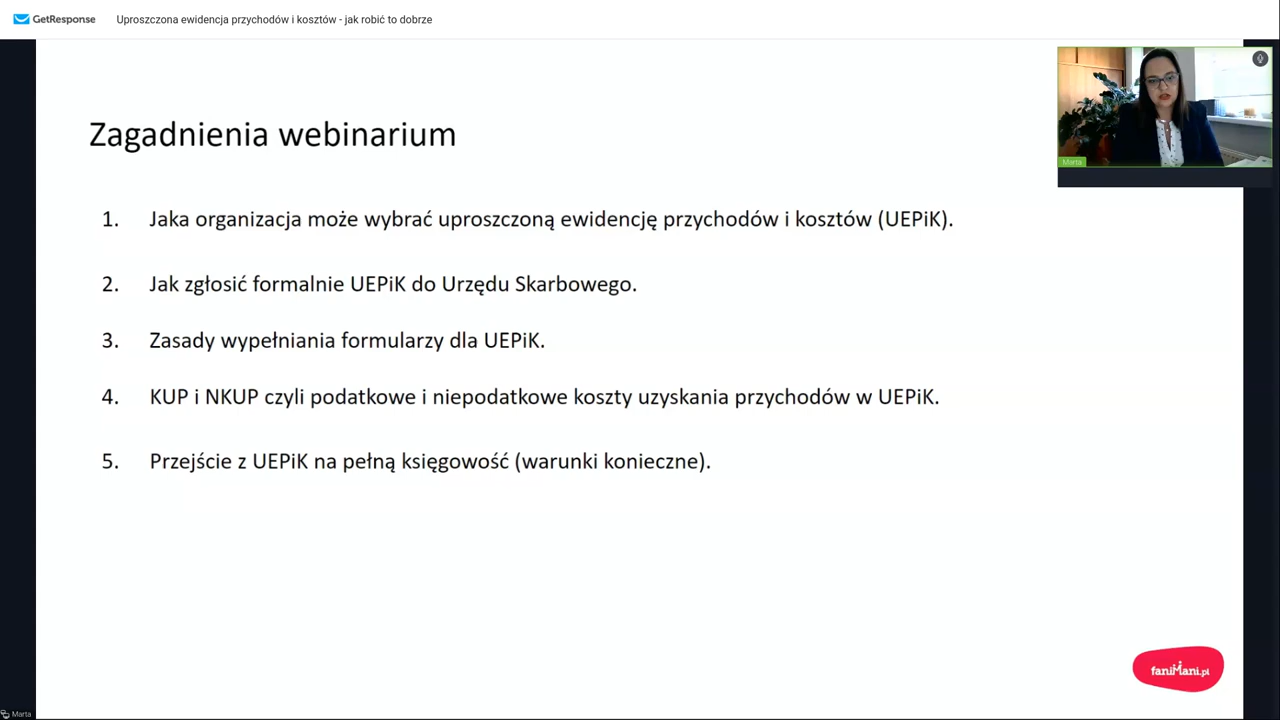 GetResponse Uproszczona ewidencja przychodów i kosztów - jak robić to dobrze
Zagadnienia webinarium
Marta
1. Jaka organizacja może wybrać uproszczoną ewidencję przychodów i kosztów (UEPiK).
2. Jak zgłosić formalnie UEPiK do Urzędu Skarbowego.
3. Zasady wypełniania formularzy dla UEPiK.
4. KUP i NKUP czyli podatkowe i niepodatkowe koszty uzyskania przychodów w UEPiK.
5. Przejście z UEPiK na pełną księgowość (warunki konieczne).
faniMani.pl
Marta